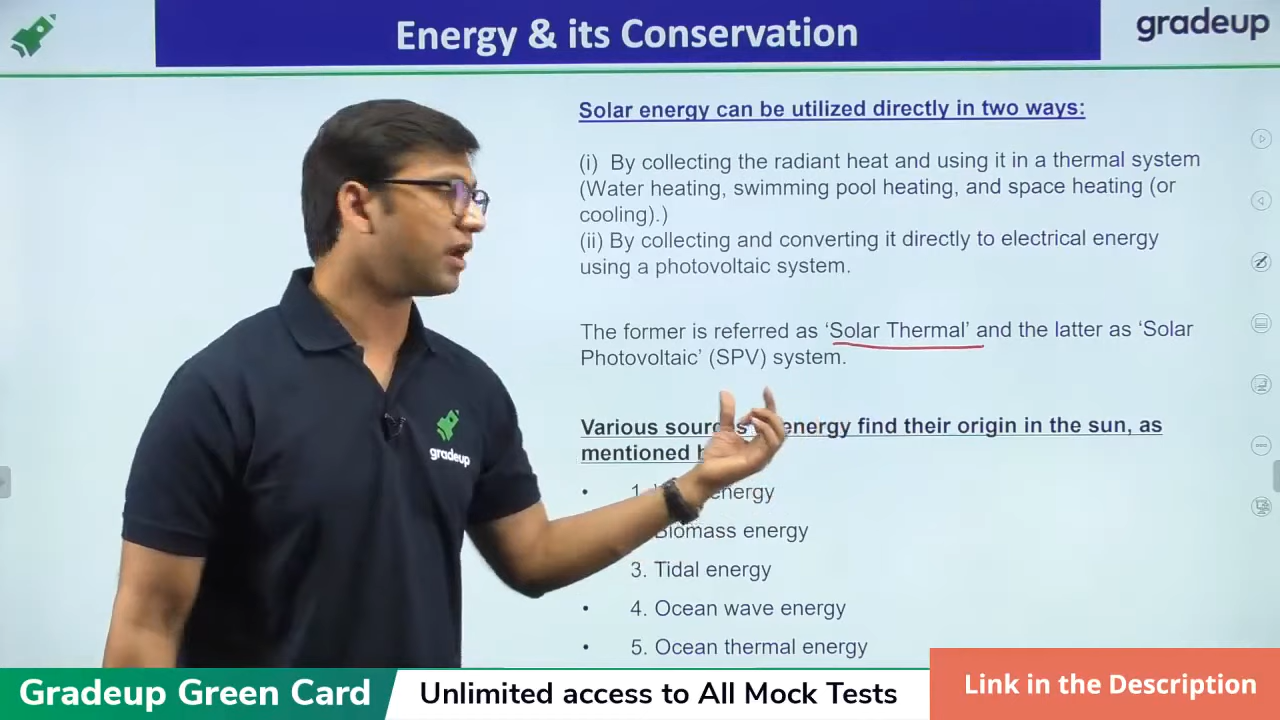 Energy & its Conservation
gradeup
Solar energy can be utilized directly in two ways:
(i) By collecting the radiant heat and using it in a thermal system
(Water heating, swimming pool heating, and space heating (or
cooling).)
(ii) By collecting and converting it directly to electrical energy
using a photovoltaic system.
The former is referred as ‘Solar Thermal’ and the latter as ‘Solar
Photovoltaic’ (SPV) system.
Various sources energy find their origin in the sun, as
mentioned
• 1. energy
Biomass energy
3. Tidal energy
• 4. Ocean wave energy
• 5. Ocean thermal energy
gradeup
Gradeup Green Card
Unlimited access to All Mock Tests
Link in the Description